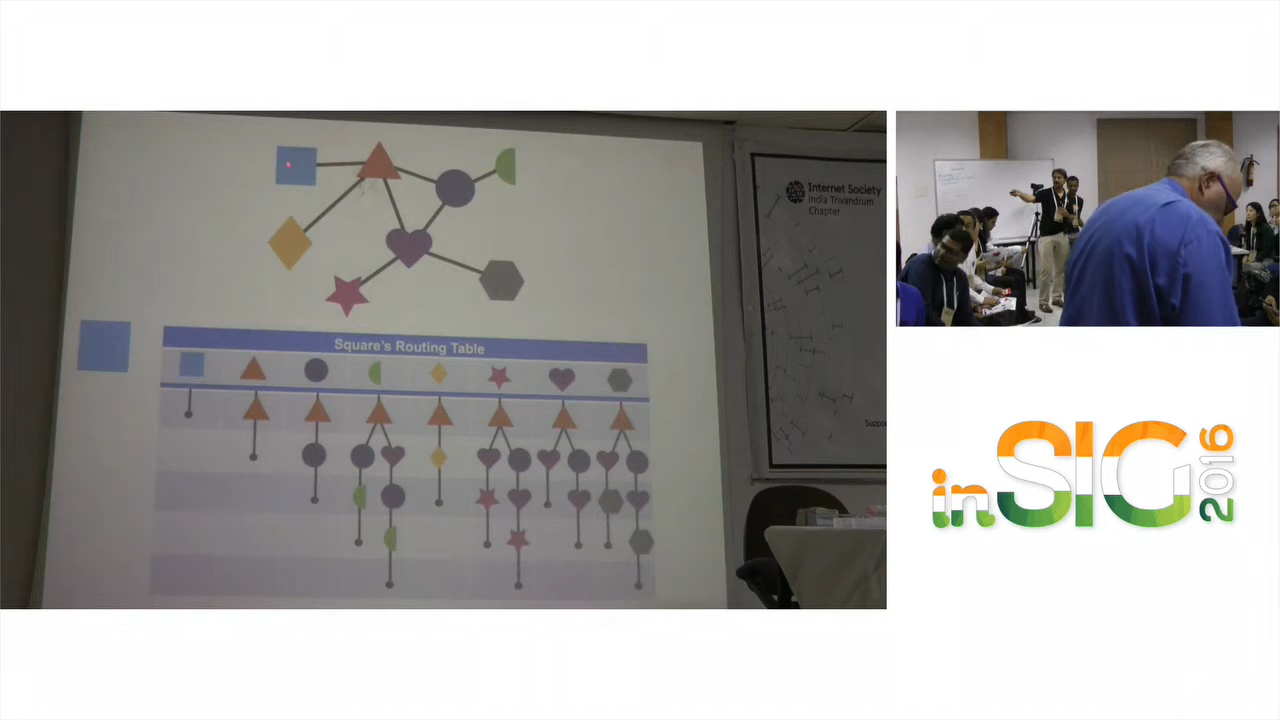 Square's Routing Table
Internet Society
India Trivandrum
Chapter
inSIG
2016